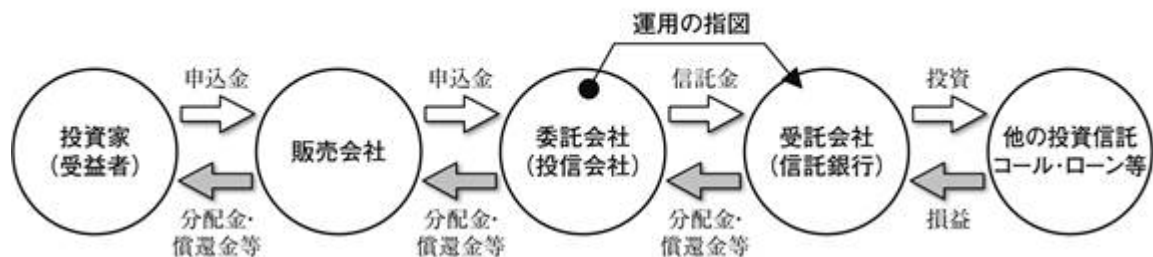 運用の指図
申込金
申込金
信託金
投資
投資家
（受益者）
販売会社
委託会社
（投信会社）
受託会社
（信託銀行）
他の投資信託
コール・ローン等
分配金・
償還金等
分配金・
償還金等
分配金・
償還金等
損益